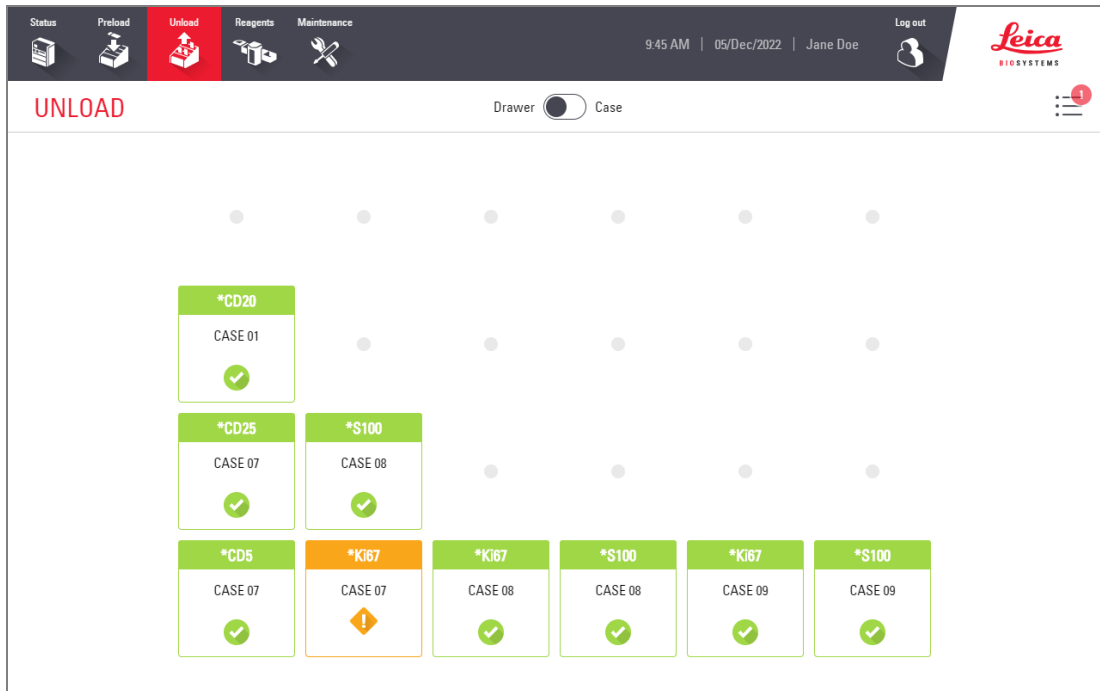 Status Preload Unload Reagents Maintenance Log out
9:45 AM | 05/Dec/2022 | Jane Doe
Leica
BIOSYSTEMS
UNLOAD Drawer Case 1
*CD20
CASE 01
*CD25 *S100
CASE 07 CASE 08
*CD5 *Ki67 *Ki67 *S100 *Ki67 *S100
CASE 07 CASE 07 CASE 08 CASE 08 CASE 09 CASE 09